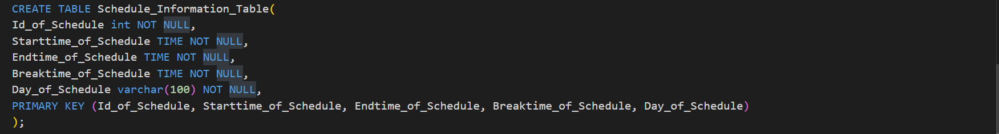 CREATE TABLE Schedule_Information_Table(
Id_of_Schedule int NOT NULL,
Starttime_of_Schedule TIME NOT NULL,
Endtime_of_Schedule TIME NOT NULL,
Breaktime_of_Schedule TIME NOT NULL,
Day_of_Schedule varchar(100) NOT NULL,
PRIMARY KEY (Id_of_Schedule, Starttime_of_Schedule, Endtime_of_Schedule, Breaktime_of_Schedule, Day_of_Schedule)
);